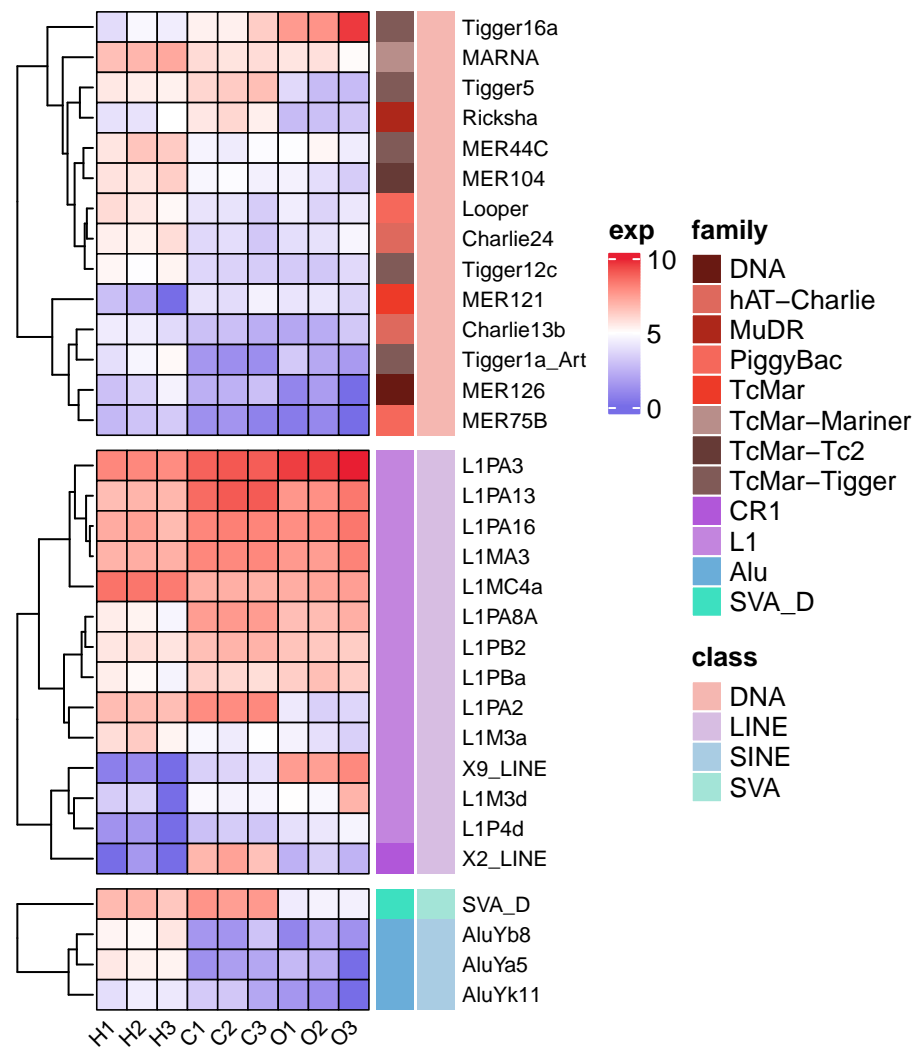 Tigger16a
MARNA
Tigger5
Ricksha
MER44C
MER104
Looper
Charlie24
Tigger12c
MER121
Charlie13b
Tigger1a_Art
MER126
MER75B
L1PA3
L1PA13
L1PA16
L1MA3
L1MC4a
L1PA8A
L1PB2
L1PBa
L1PA2
L1M3a
X9_LINE
L1M3d
L1P4d
X2_LINE
SVA_D
AluYb8
AluYa5
AluYk11
H1 H2 H3 C1 C2 C3 O1 O2 O3
exp
10
5
0
family
DNA
hAT−Charlie
MuDR
PiggyBac
TcMar
TcMar−Mariner
TcMar−Tc2
TcMar−Tigger
CR1
L1
Alu
SVA_D
class
DNA
LINE
SINE
SVA